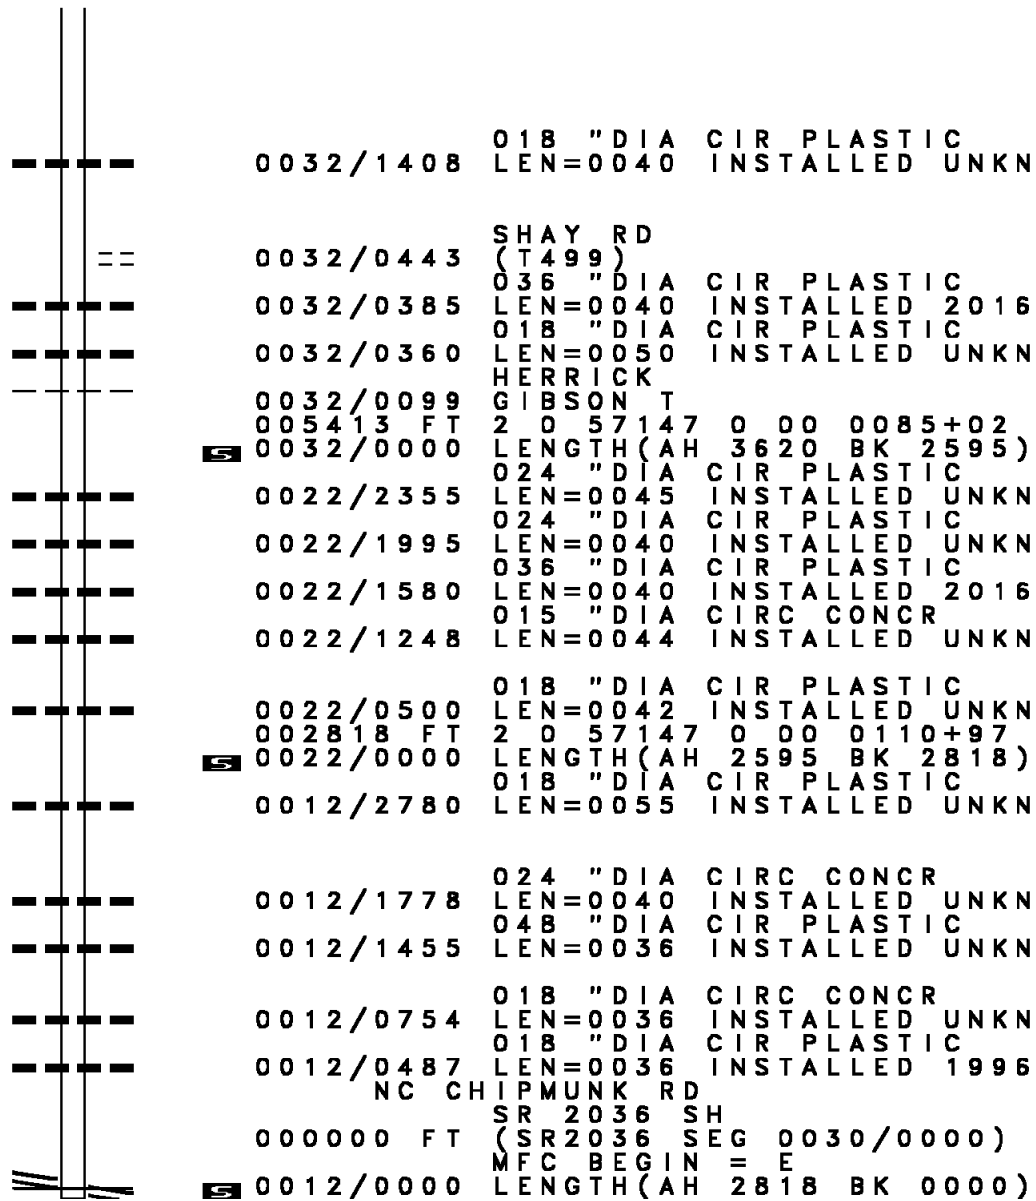 018 "DIA CIR PLASTIC
0032/1408 LEN=0040 INSTALLED UNKN
SHAY RD
0032/0443 (T499)
036 "DIA CIR PLASTIC
0032/0385 LEN=0040 INSTALLED 2016
018 "DIA CIR PLASTIC
0032/0360 LEN=0050 INSTALLED UNKN
HERRICK
0032/0099 GIBSON T
005413 FT 2 0 57147 0 00 0085+02
S 0032/0000 LENGTH(AH 3620 BK 2595)
024 "DIA CIR PLASTIC
0022/2355 LEN=0045 INSTALLED UNKN
024 "DIA CIR PLASTIC
0022/1995 LEN=0040 INSTALLED UNKN
036 "DIA CIR PLASTIC
0022/1580 LEN=0040 INSTALLED 2016
015 "DIA CIRC CONCR
0022/1248 LEN=0044 INSTALLED UNKN
018 "DIA CIR PLASTIC
0022/0500 LEN=0042 INSTALLED UNKN
002818 FT 2 0 57147 0 00 0110+97
S 0022/0000 LENGTH(AH 2595 BK 2818)
018 "DIA CIR PLASTIC
0012/2780 LEN=0055 INSTALLED UNKN
024 "DIA CIRC CONCR
0012/1778 LEN=0040 INSTALLED UNKN
048 "DIA CIR PLASTIC
0012/1455 LEN=0036 INSTALLED UNKN
018 "DIA CIRC CONCR
0012/0754 LEN=0036 INSTALLED UNKN
018 "DIA CIR PLASTIC
0012/0487 LEN=0036 INSTALLED 1996
NC CHIPMUNK RD
SR 2036 SH
000000 FT (SR2036 SEG 0030/0000)
MFC BEGIN = E
S 0012/0000 LENGTH(AH 2818 BK 0000)